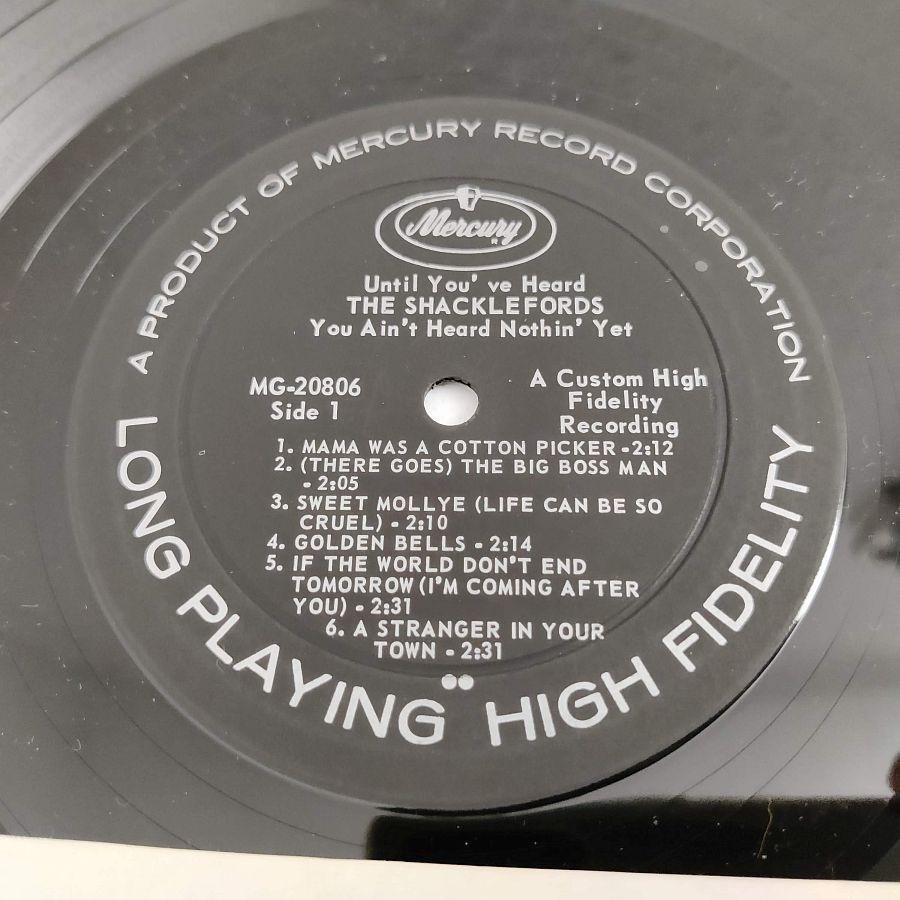 A PRODUCT OF MERCURY RECORD CORPORATION
Mercury
Until You' ve Heard
THE SHACKLEFORDS
You Ain't Heard Nothin' Yet
MG-20806
Side 1
A Custom High
Fidelity
Recording
1. MAMA WAS A COTTON PICKER - 2:12
2. (THERE GOES) THE BIG BOSS MAN
- 2:05
3. SWEET MOLLYE (LIFE CAN BE SO
CRUEL) - 2:10
4. GOLDEN BELLS - 2:14
5. IF THE WORLD DON'T END
TOMORROW (I'M COMING AFTER
YOU) - 2:31
6. A STRANGER IN YOUR
TOWN - 2:31
LONG PLAYING HIGH FIDELITY